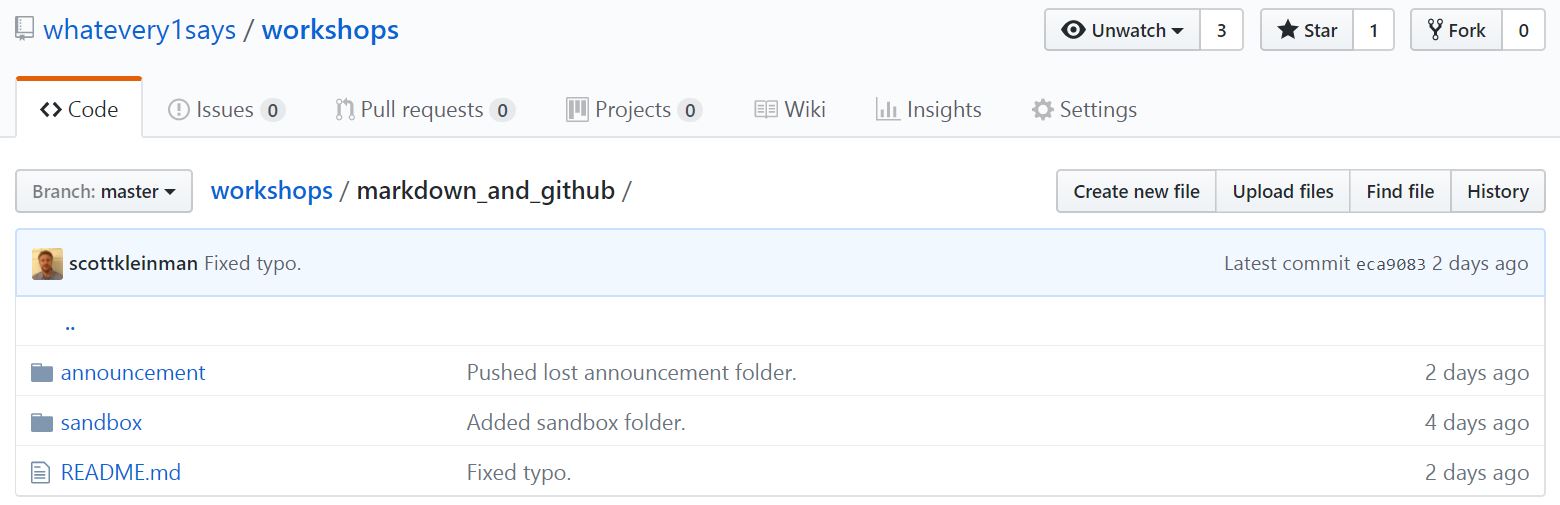 whatevery1says / workshops Unwatch 3 Star 1 Fork 0
Code Issues 0 Pull requests 0 Projects 0 Wiki Insights Settings
Branch: master workshops / markdown_and_github / Create new file Upload files Find file History
scottkleinman Fixed typo. Latest commit eca9083 2 days ago
..
announcement Pushed lost announcement folder. 2 days ago
sandbox Added sandbox folder. 4 days ago
README.md Fixed typo. 2 days ago